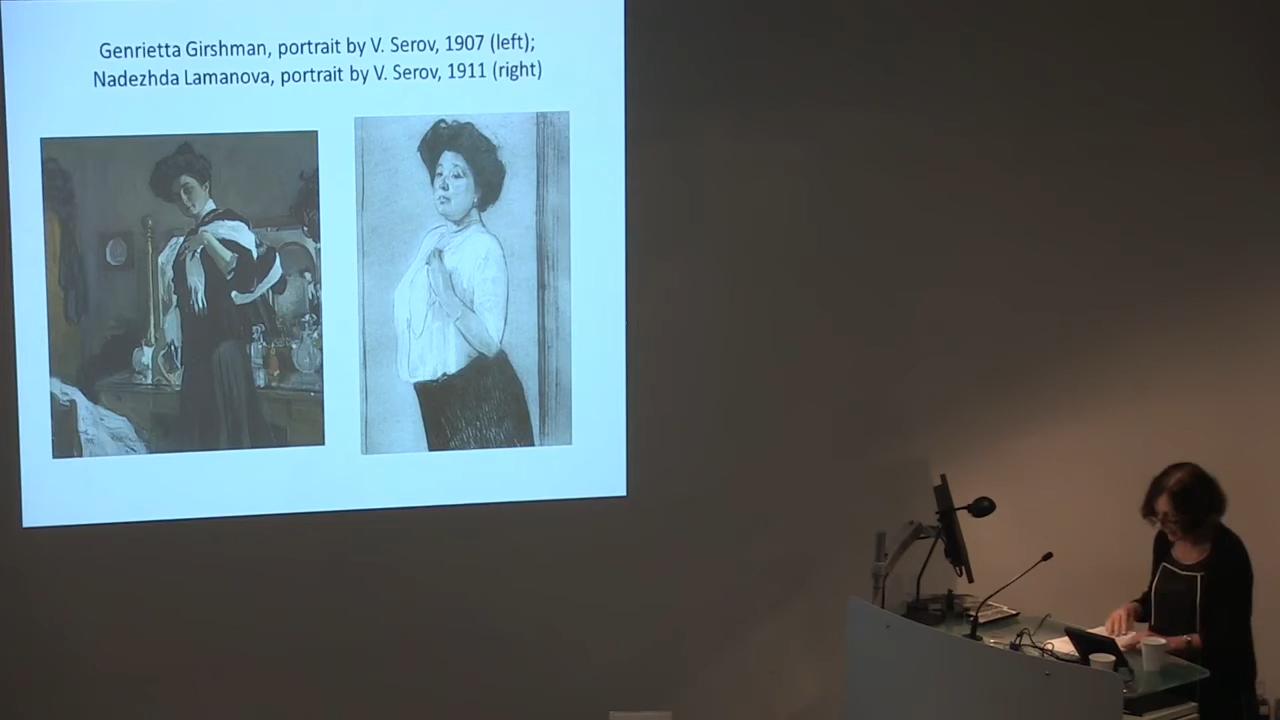 Genrietta Girshman, portrait by V. Serov, 1907 (left);
Nadezhda Lamanova, portrait by V. Serov, 1911 (right)